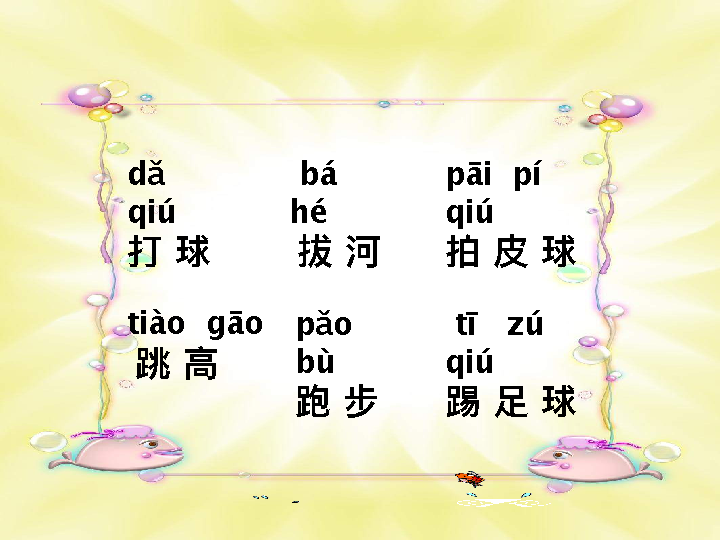 dǎ
qiú
打 球
bá
hé
拔 河
pāi pí
qiú
拍 皮 球
tiào gāo
跳 高
pǎo
bù
跑 步
tī zú
qiú
踢 足 球